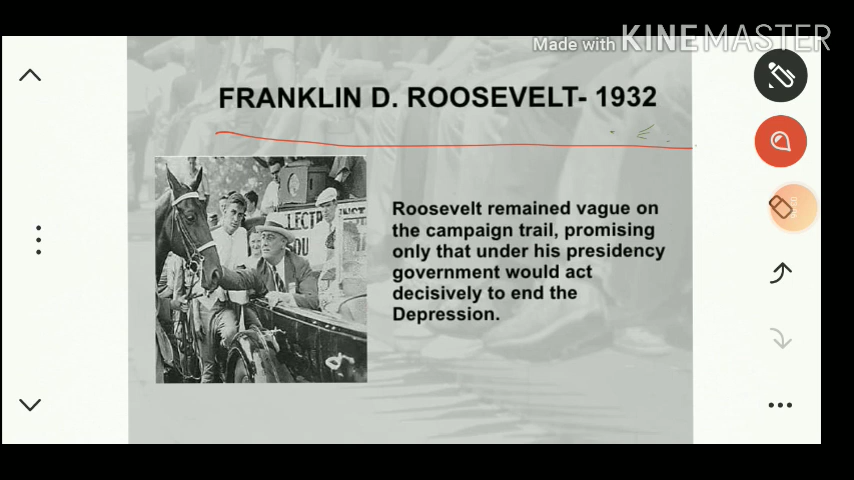 Made with KINEMASTER
FRANKLIN D. ROOSEVELT- 1932
Roosevelt remained vague on
the campaign trail, promising
only that under his presidency
government would act
decisively to end the
Depression.